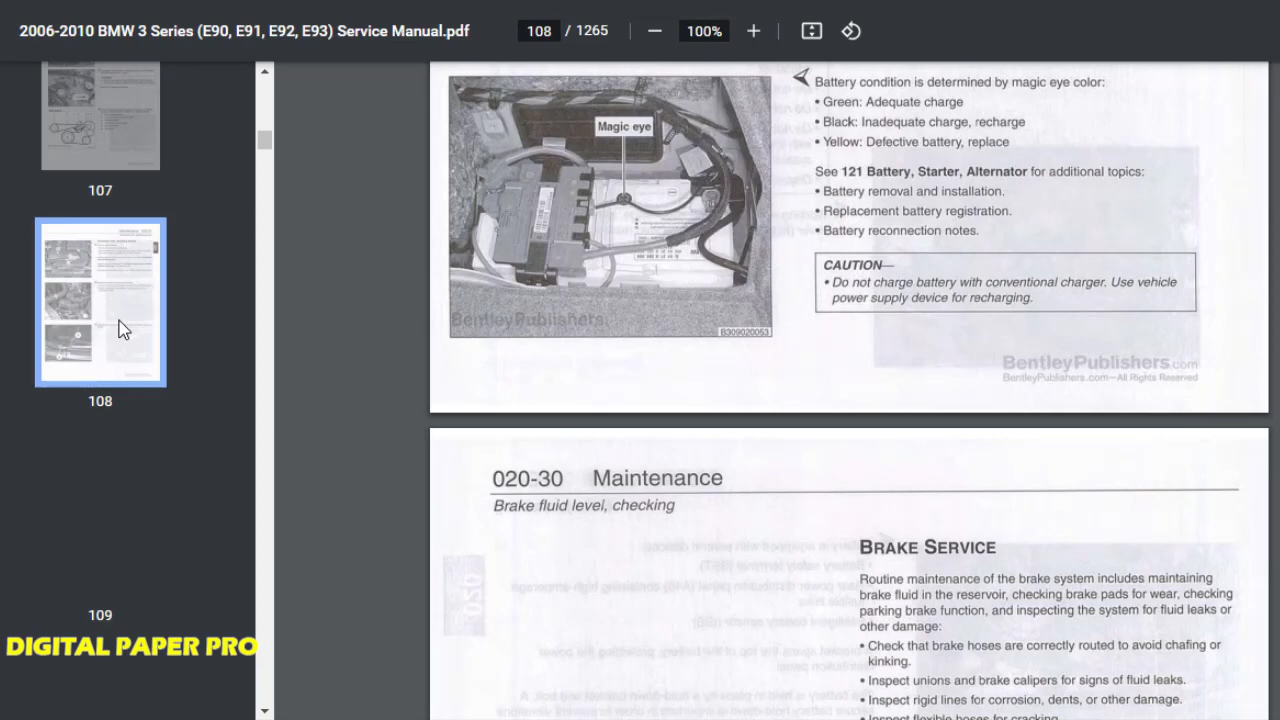 2006-2010 BMW 3 Series (E90, E91, E92, E93) Service Manual.pdf
108 / 1265
100%
107
108
109
DIGITAL PAPER PRO
Magic eye
BentleyPublishers.
B309020053
Battery condition is determined by magic eye color:
• Green: Adequate charge
• Black: Inadequate charge, recharge
• Yellow: Defective battery, replace
See 121 Battery, Starter, Alternator for additional topics:
• Battery removal and installation.
• Replacement battery registration.
• Battery reconnection notes.
CAUTION—
• Do not charge battery with conventional charger. Use vehicle
power supply device for recharging.
BentleyPublishers.com
BentleyPublishers.com—All Rights Reserved
020-30 Maintenance
Brake fluid level, checking
BRAKE SERVICE
Routine maintenance of the brake system includes maintaining
brake fluid in the reservoir, checking brake pads for wear, checking
parking brake function, and inspecting the system for fluid leaks or
other damage:
• Check that brake hoses are correctly routed to avoid chafing or
kinking.
• Inspect unions and brake calipers for signs of fluid leaks.
• Inspect rigid lines for corrosion, dents, or other damage.
• Inspect flexible hoses for cracking.